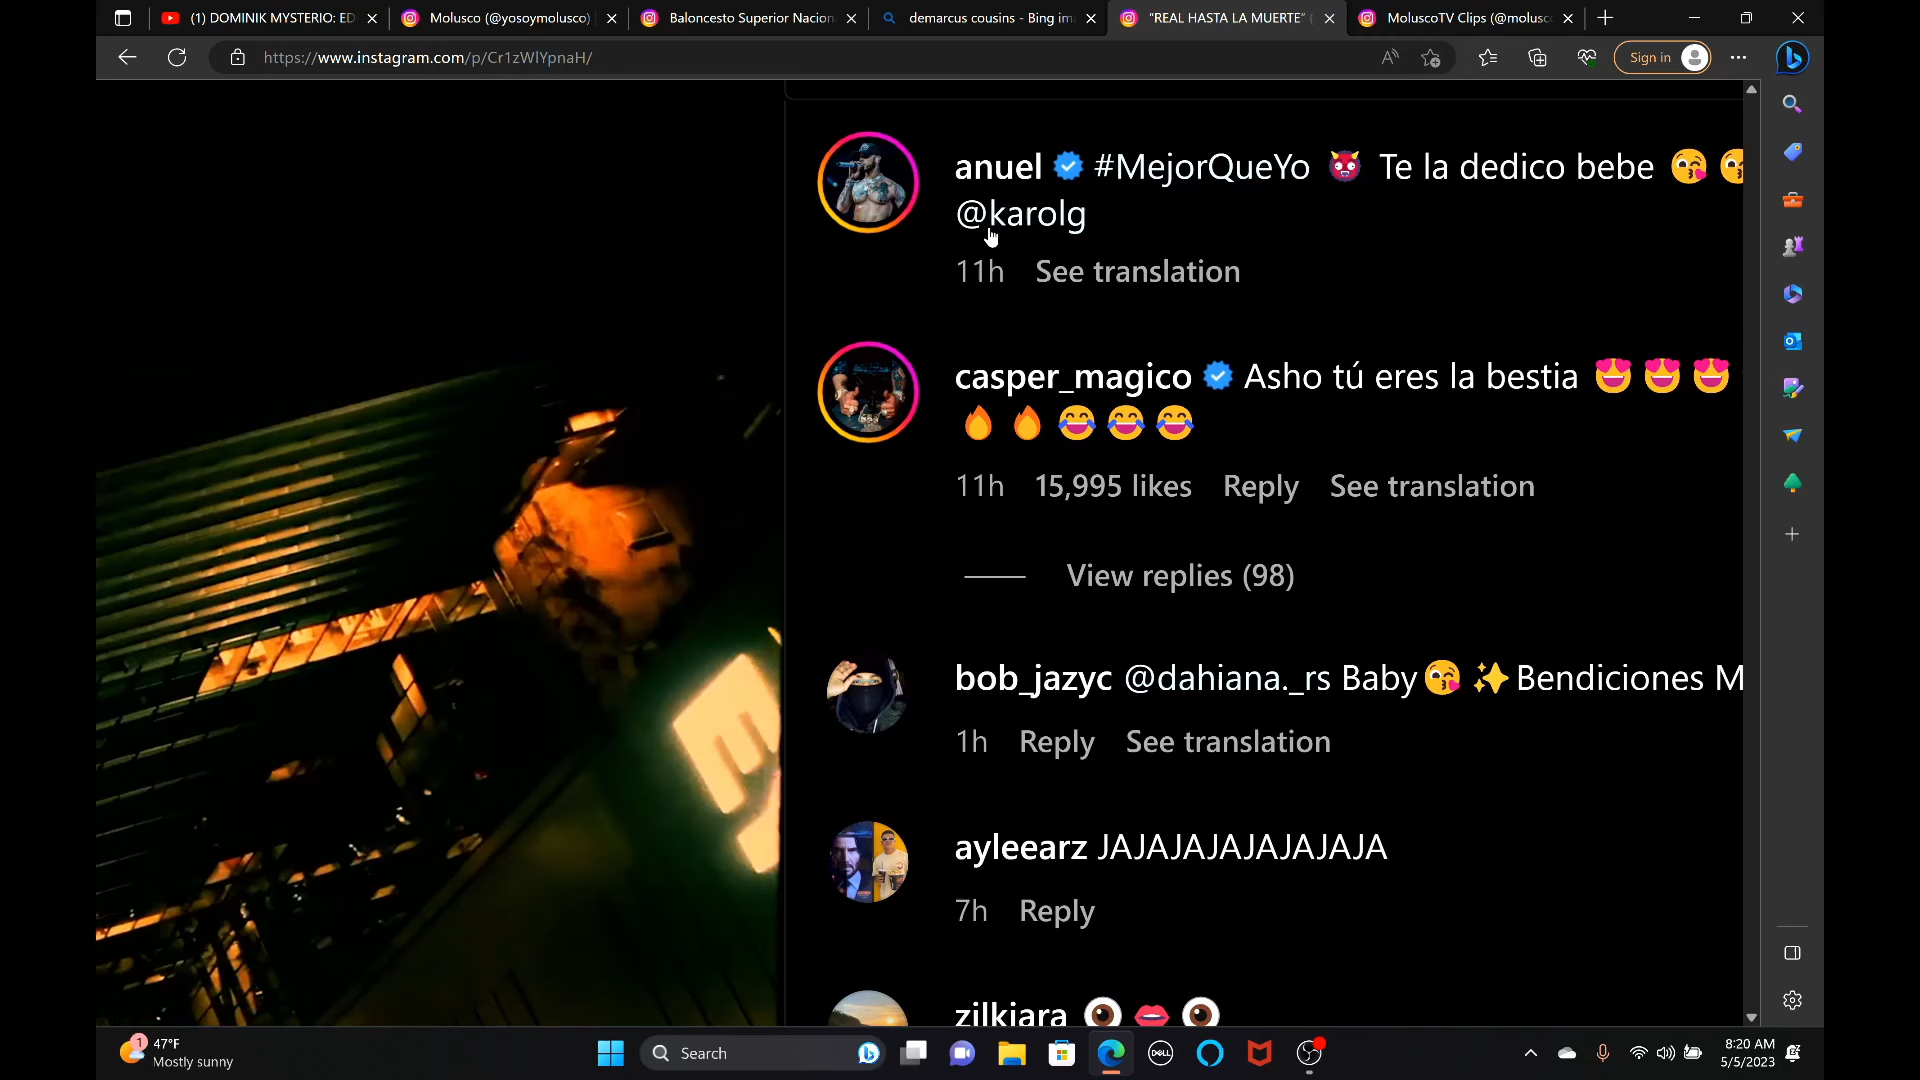 (1) DOMINIK MYSTERIO: ED
Molusco (@yosoymolusco)
Baloncesto Superior Nacion
demarcus cousins - Bing im
"REAL HASTA LA MUERTE" (
MoluscoTV Clips (@molusc
https://www.instagram.com/p/Cr1zWlYpnaH/
Sign in
anuel #MejorQueYo 👿 Te la dedico bebe 😘 😘
@karolg
11h See translation
casper_magico Asho tú eres la bestia 😍 😍 😍
🔥 🔥 😂 😂 😂
11h 15,995 likes Reply See translation
View replies (98)
bob_jazyc @dahiana._rs Baby😘 ✨Bendiciones M
1h Reply See translation
ayleearz JAJAJAJAJAJAJAJA
7h Reply
zilkiara 👁 👄 👁
1
47°F
Mostly sunny
Search
DELL
8:20 AM
5/5/2023